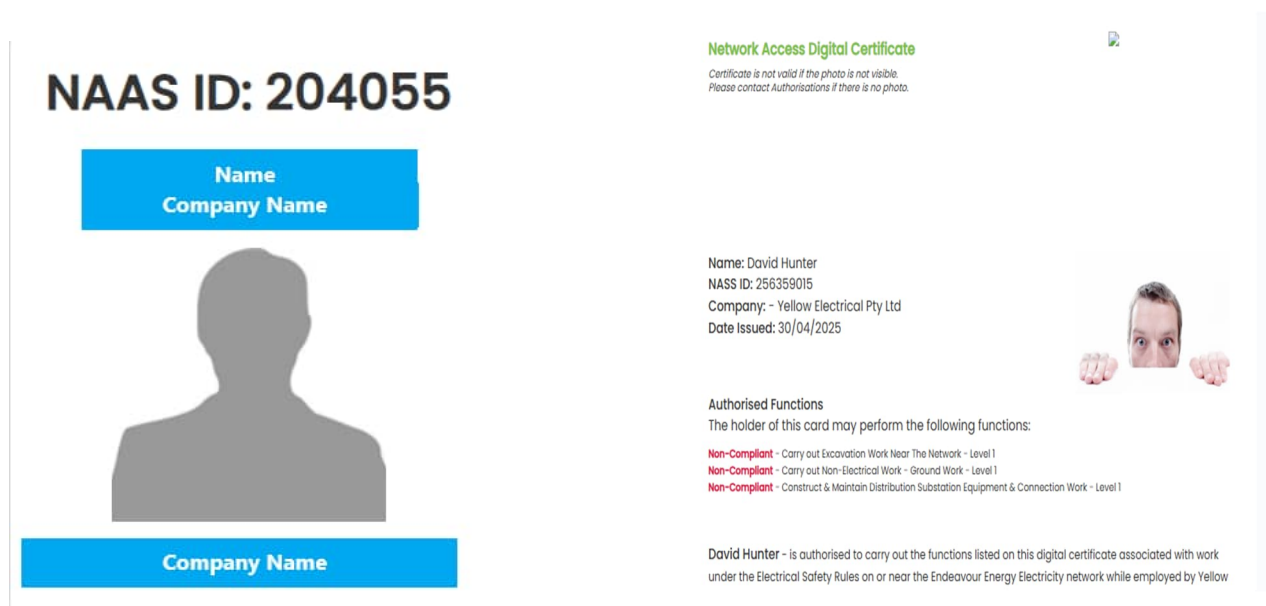 NAAS ID: 204055
Name
Company Name
Company Name
Network Access Digital Certificate
Certificate is not valid if the photo is not visible.
Please contact Authorisations if there is no photo.
Name: David Hunter
NASS ID: 256359015
Company: - Yellow Electrical Pty Ltd
Date Issued: 30/04/2025
Authorised Functions
The holder of this card may perform the following functions:
Non-Compliant - Carry out Excavation Work Near The Network - Level 1
Non-Compliant - Carry out Non-Electrical Work - Ground Work - Level 1
Non-Compliant - Construct & Maintain Distribution Substation Equipment & Connection Work - Level 1
David Hunter - is authorised to carry out the functions listed on this digital certificate associated with work
under the Electrical Safety Rules on or near the Endeavour Energy Electricity network while employed by Yellow